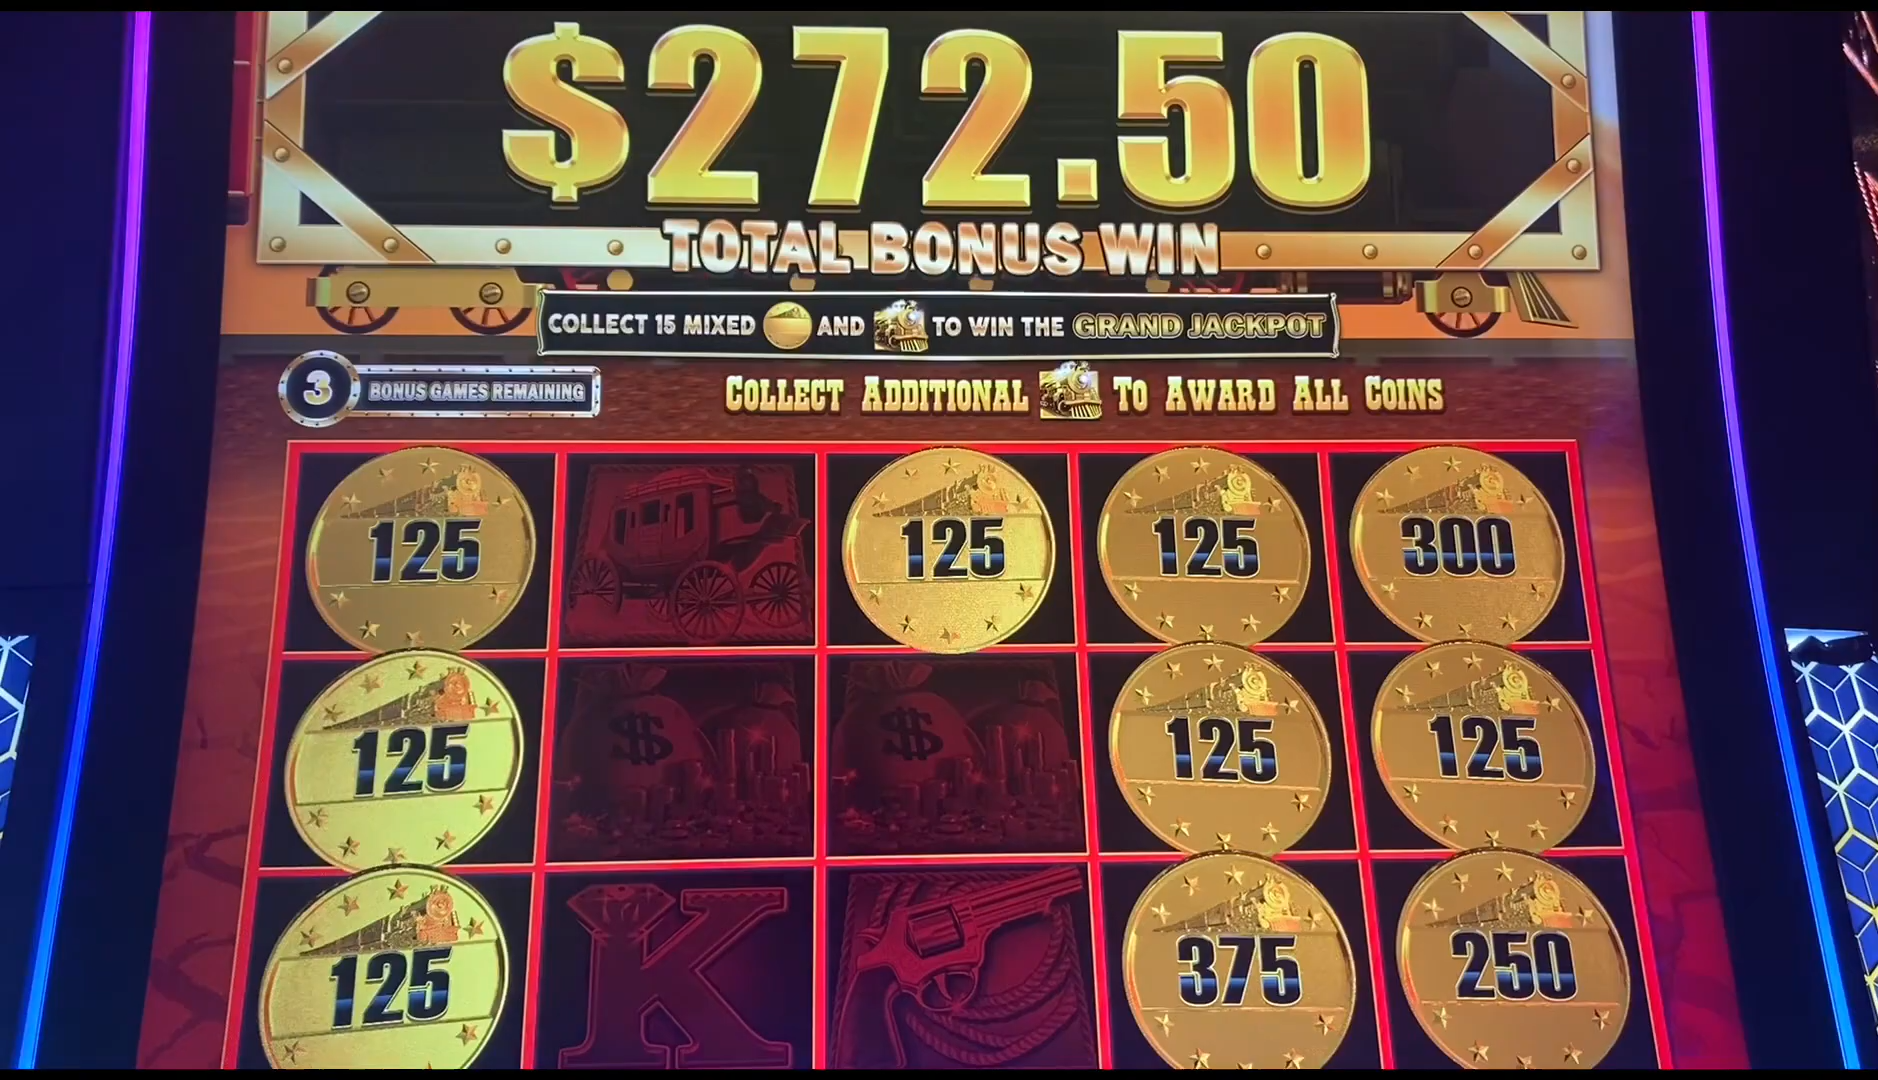 $272.50
TOTAL BONUS WIN
COLLECT 15 MIXED AND TO WIN THE GRAND JACKPOT
3 BONUS GAMES REMAINING
COLLECT ADDITIONAL TO AWARD ALL COINS
125 125 125 300
125 $ $ 125 125
125 K 375 250